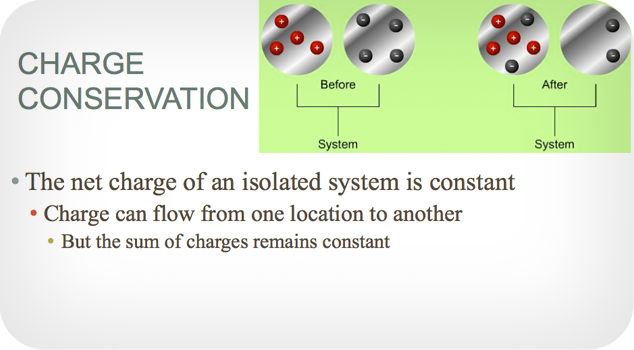 CHARGE
CONSERVATION
Before
After
System
System
• The net charge of an isolated system is constant
• Charge can flow from one location to another
• But the sum of charges remains constant